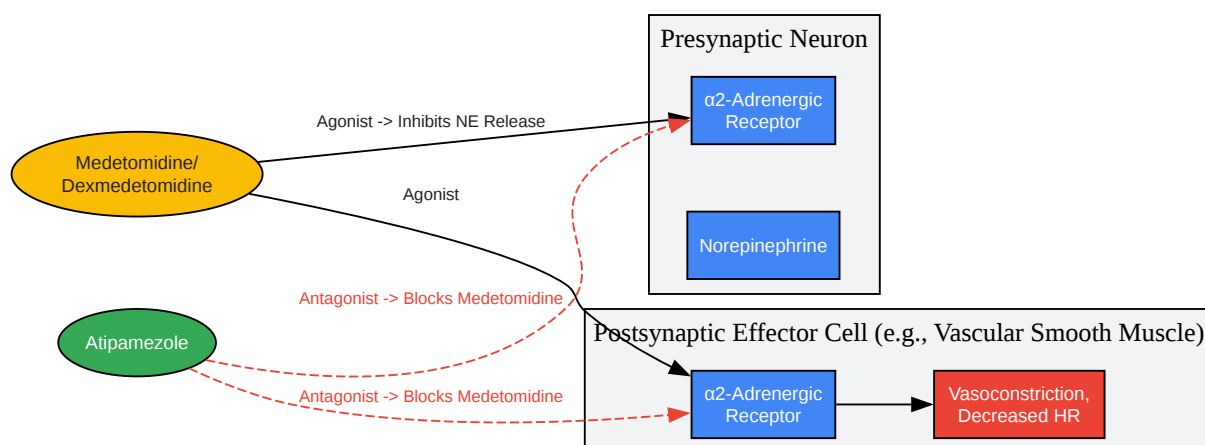 Presynaptic Neuron
α2-Adrenergic
Receptor
Agonist -> Inhibits NE Release
Medetomidine/
Dexmedetomidine
Agonist
Norepinephrine
Antagonist -> Blocks Medetomidine
Postsynaptic Effector Cell (e.g., Vascular Smooth Muscle)
Atipamezole
Antagonist -> Blocks Medetomidine
α2-Adrenergic
Receptor
Vasoconstriction,
Decreased HR